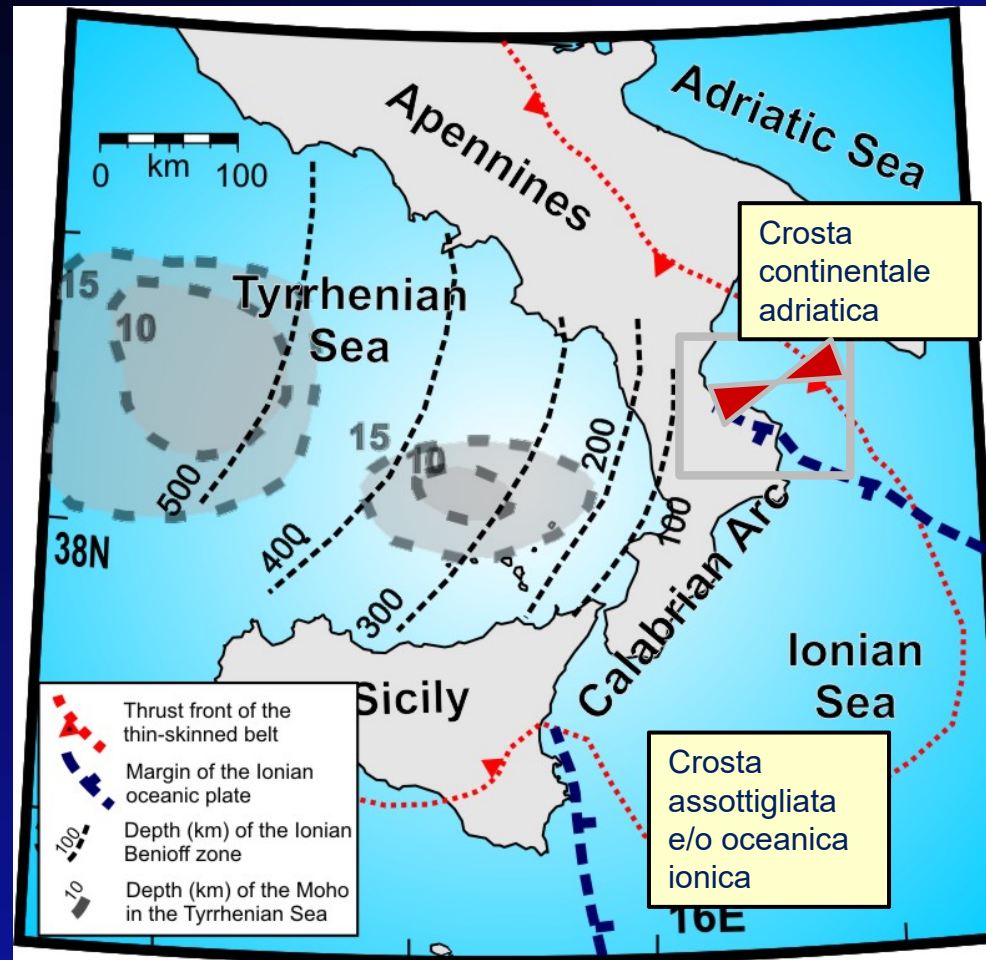 Adriatic Sea
Apennines
0 km 100
Crosta
continentale
adriatica
Tyrrhenian
Sea
15
10
15
10
500
400
300
200
100
38N
Calabrian Arc
Ionian
Sea
Sicily
Crosta
assottigliata
e/o oceanica
ionica
16E
Thrust front of the
thin-skinned belt
Margin of the Ionian
oceanic plate
100
Depth (km) of the Ionian
Benioff zone
10
Depth (km) of the Moho
in the Tyrrhenian Sea